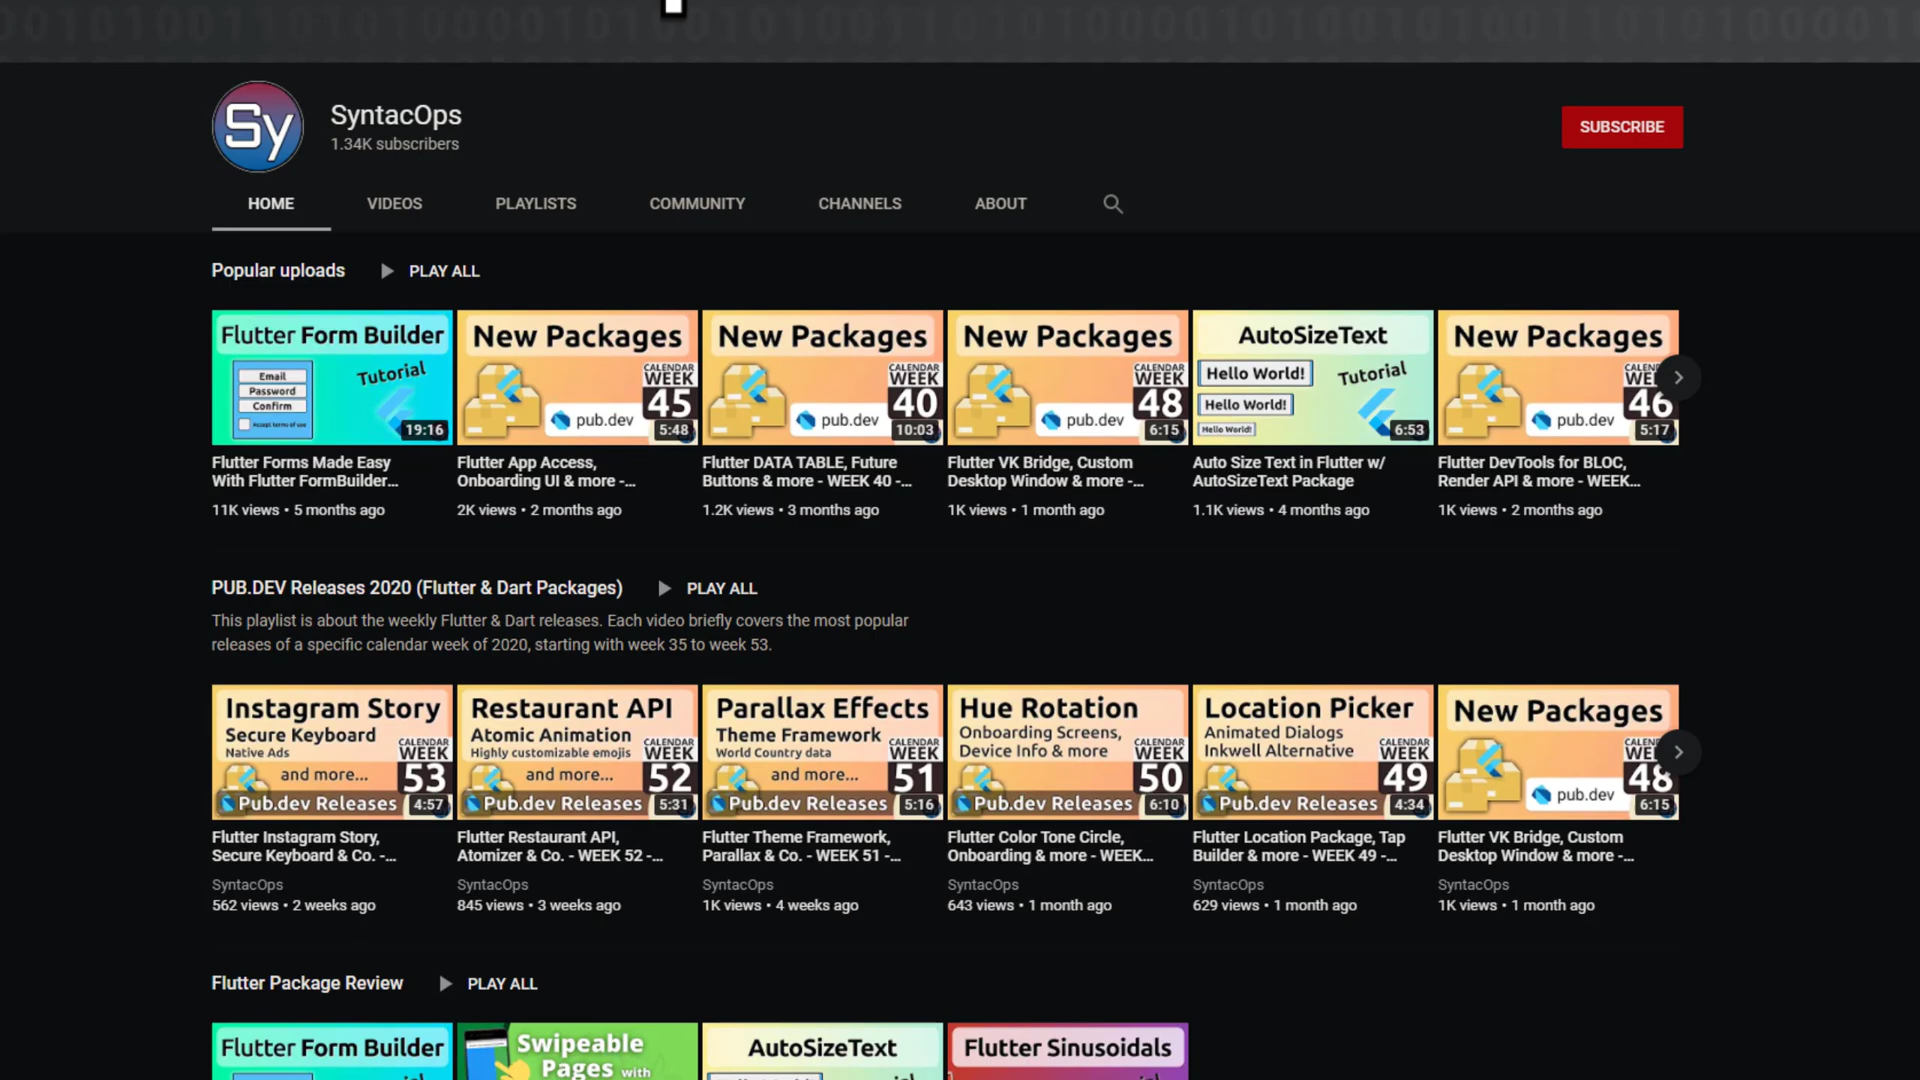 Sy
SyntacOps
1.34K subscribers
SUBSCRIBE
HOME VIDEOS PLAYLISTS COMMUNITY CHANNELS ABOUT
Popular uploads PLAY ALL
Flutter Form Builder
Email
Password
Confirm
Accept terms of use
Tutorial
19:16
New Packages
CALENDAR
WEEK
45
pub.dev
5:48
New Packages
CALENDAR
WEEK
40
pub.dev
10:03
New Packages
CALENDAR
WEEK
48
pub.dev
6:15
AutoSizeText
Hello World!
Hello World!
Hello World!
Tutorial
6:53
New Packages
46
pub.dev
5:17
Flutter Forms Made Easy
With Flutter FormBuilder...
11K views • 5 months ago
Flutter App Access,
Onboarding UI & more -...
2K views • 2 months ago
Flutter DATA TABLE, Future
Buttons & more - WEEK 40 -...
1.2K views • 3 months ago
Flutter VK Bridge, Custom
Desktop Window & more -...
1K views • 1 month ago
Auto Size Text in Flutter w/
AutoSizeText Package
1.1K views • 4 months ago
Flutter DevTools for BLOC,
Render API & more - WEEK...
1K views • 2 months ago
PUB.DEV Releases 2020 (Flutter & Dart Packages) PLAY ALL
This playlist is about the weekly Flutter & Dart releases. Each video briefly covers the most popular
releases of a specific calendar week of 2020, starting with week 35 to week 53.
Instagram Story
Secure Keyboard
Native Ads
and more...
CALENDAR
WEEK
53
Pub.dev Releases
4:57
Restaurant API
Atomic Animation
Highly customizable emojis
and more...
CALENDAR
WEEK
52
Pub.dev Releases
5:31
Parallax Effects
Theme Framework
World Country data
and more...
CALENDAR
WEEK
51
Pub.dev Releases
5:16
Hue Rotation
Onboarding Screens,
Device Info & more
CALENDAR
WEEK
50
Pub.dev Releases
6:10
Location Picker
Animated Dialogs
Inkwell Alternative
CALENDAR
WEEK
49
Pub.dev Releases
4:34
New Packages
48
pub.dev
6:15
Flutter Instagram Story,
Secure Keyboard & Co. -...
SyntacOps
562 views • 2 weeks ago
Flutter Restaurant API,
Atomizer & Co. - WEEK 52 -...
SyntacOps
845 views • 3 weeks ago
Flutter Theme Framework,
Parallax & Co. - WEEK 51 -...
SyntacOps
1K views • 4 weeks ago
Flutter Color Tone Circle,
Onboarding & more - WEEK...
SyntacOps
643 views • 1 month ago
Flutter Location Package, Tap
Builder & more - WEEK 49 -...
SyntacOps
629 views • 1 month ago
Flutter VK Bridge, Custom
Desktop Window & more -...
SyntacOps
1K views • 1 month ago
Flutter Package Review PLAY ALL
Flutter Form Builder
Swipeable
Pages with
AutoSizeText
Flutter Sinusoidals